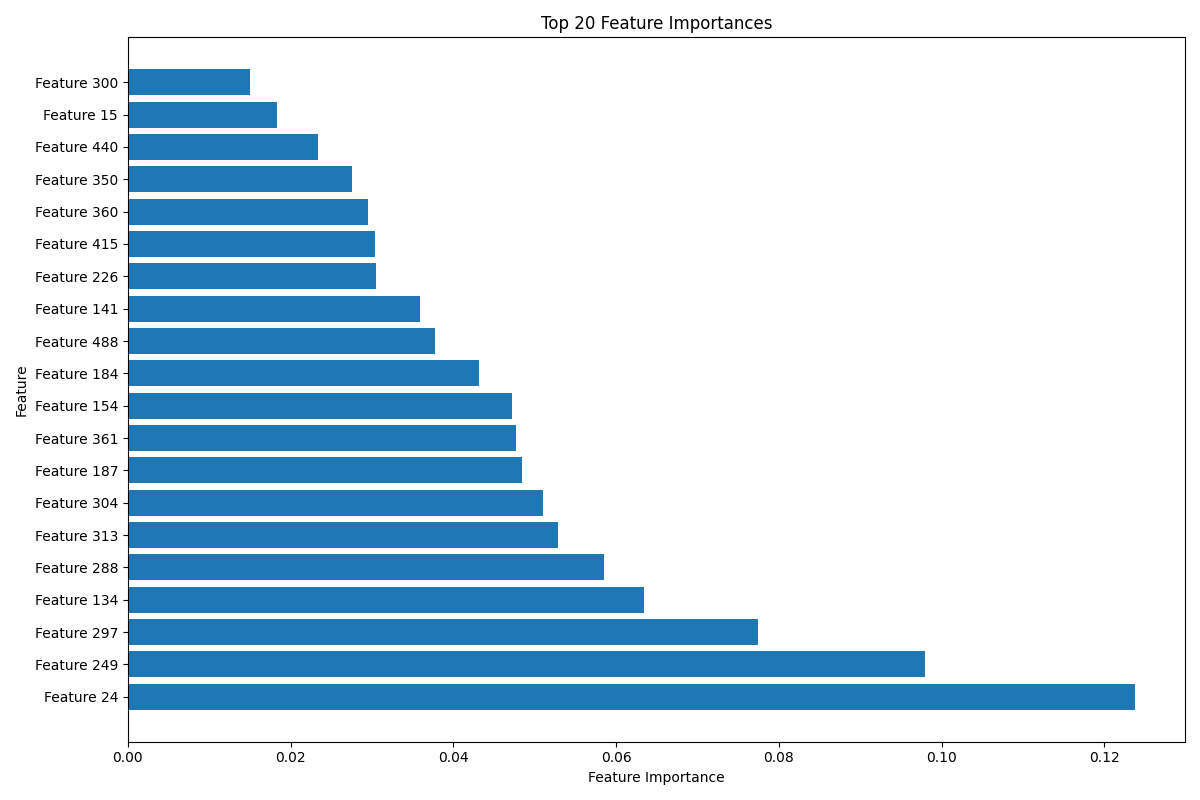 Top 20 Feature Importances
Feature 300
Feature 15
Feature 440
Feature 350
Feature 360
Feature 415
Feature 226
Feature 141
Feature 488
Feature 184
Feature 154
Feature 361
Feature 187
Feature 304
Feature 313
Feature 288
Feature 134
Feature 297
Feature 249
Feature 24
Feature
0.00 0.02 0.04 0.06 0.08 0.10 0.12
Feature Importance